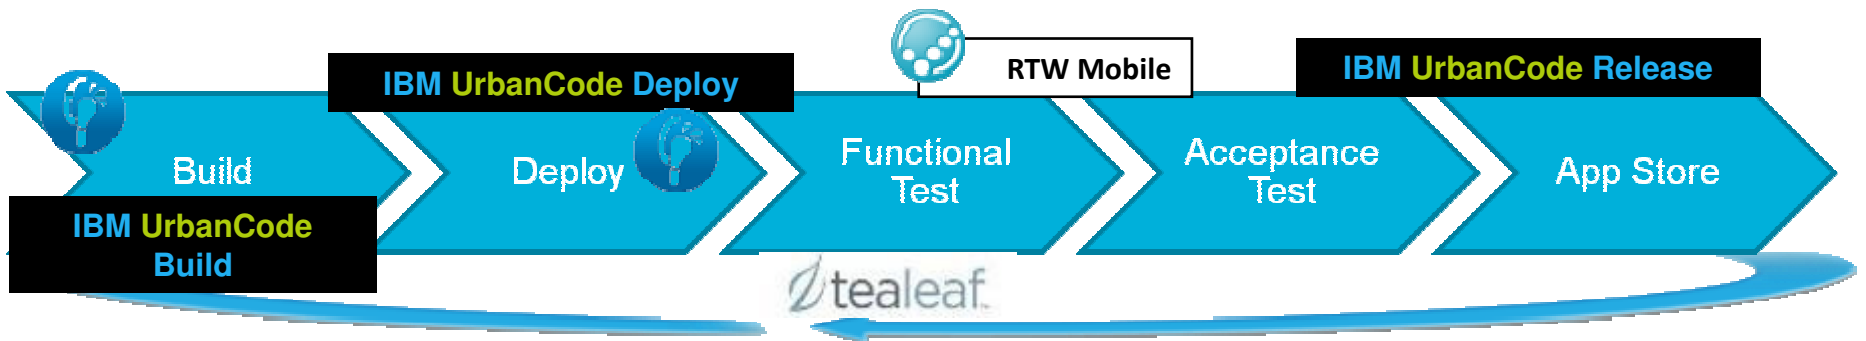 IBM UrbanCode Deploy
RTW Mobile
IBM UrbanCode Release
Build
Deploy
Functional
Test
Acceptance
Test
App Store
IBM UrbanCode
Build
tealeaf